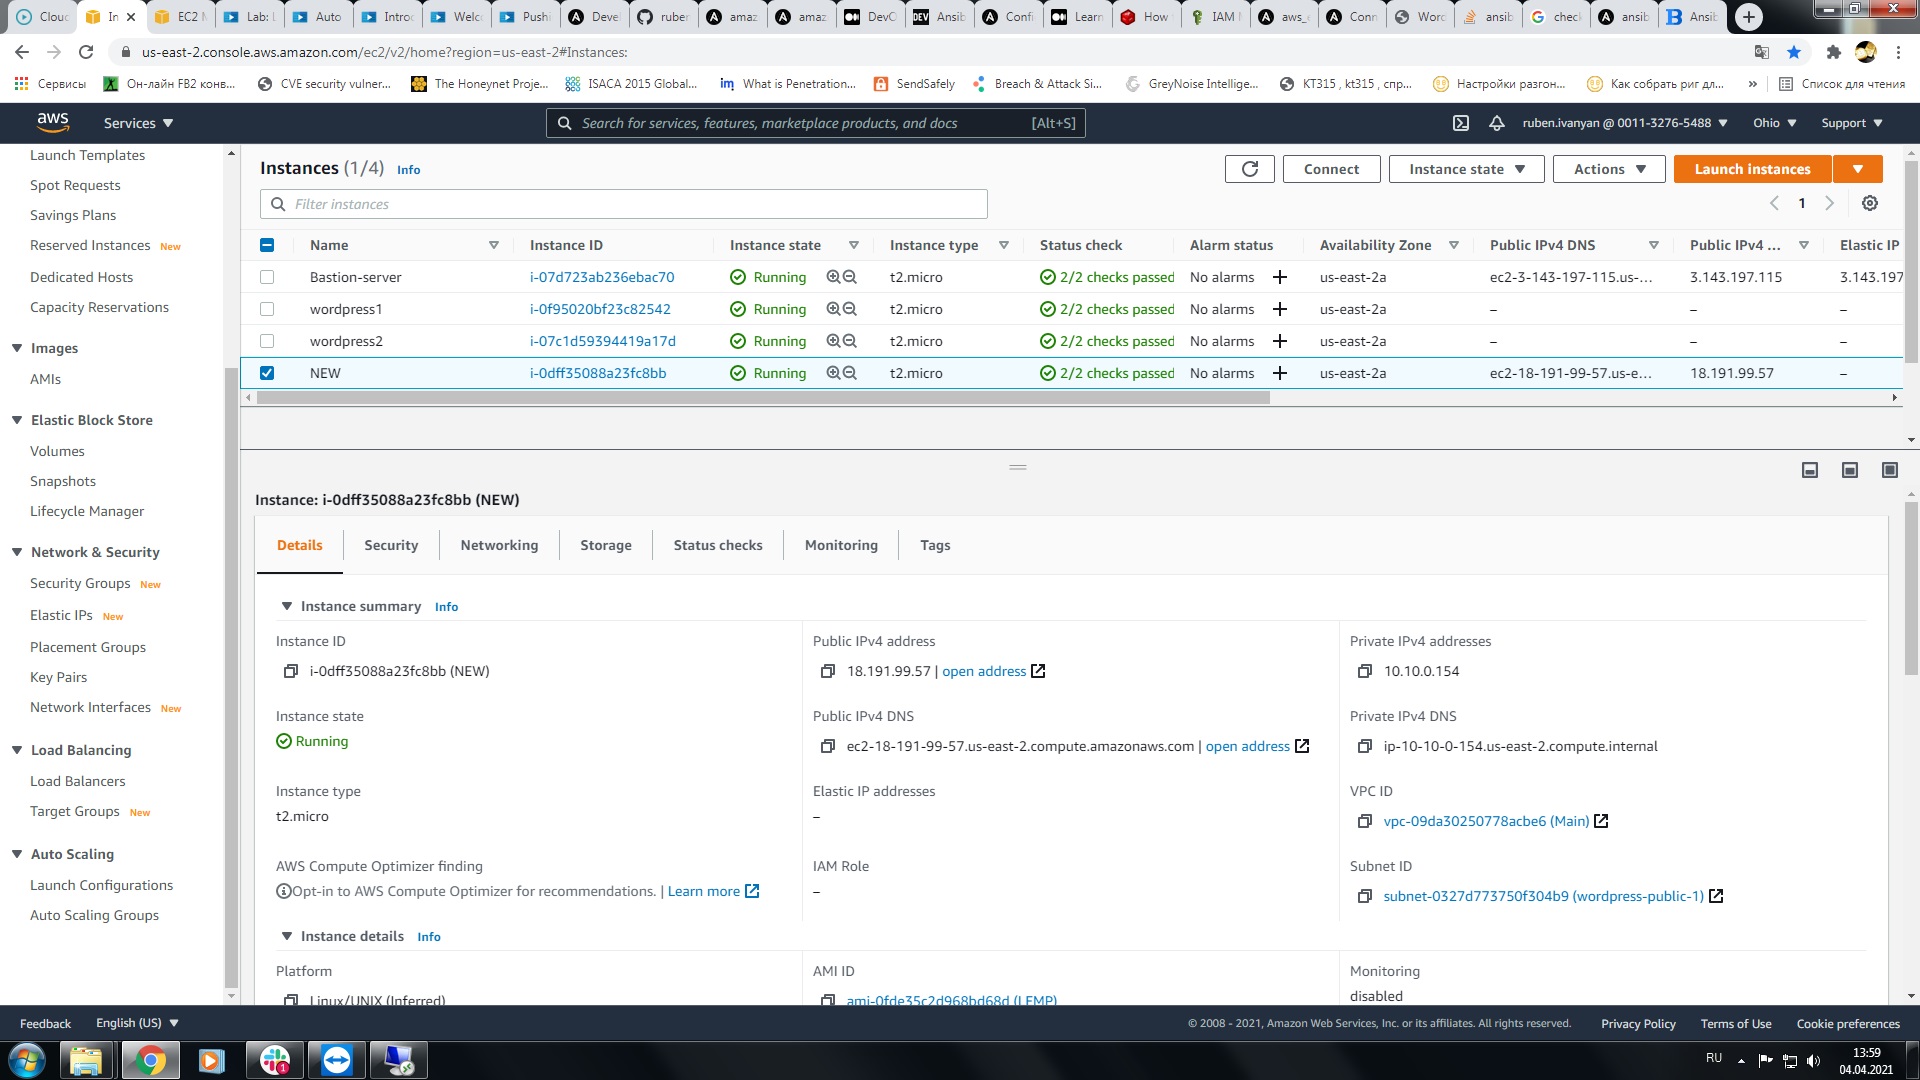 Cloud
In
EC2 M
Lab: L
Auto
Introd
Welco
Pushi
Devel
ruben
amaz
amaz
DevO
Ansib
Confi
Learn
How
IAM
aws_e
Conn
Word
ansib
check
ansib
Ansib
us-east-2.console.aws.amazon.com/ec2/v2/home?region=us-east-2#Instances:
Сервисы
Он-лайн FB2 конв...
CVE security vulner...
The Honeynet Proje...
ISACA 2015 Global...
What is Penetration...
SendSafely
Breach & Attack Si...
GreyNoise Intellige...
КТ315 , kt315 , спр...
Настройки разгон...
Как собрать риг дл...
»
Список для чтения
aws
Services
Search for services, features, marketplace products, and docs [Alt+S]
ruben.ivanyan @ 0011-3276-5488
Ohio
Support
Launch Templates
Spot Requests
Savings Plans
Reserved Instances New
Dedicated Hosts
Capacity Reservations
Images
AMIs
Elastic Block Store
Volumes
Snapshots
Lifecycle Manager
Network & Security
Security Groups New
Elastic IPs New
Placement Groups
Key Pairs
Network Interfaces New
Load Balancing
Load Balancers
Target Groups New
Auto Scaling
Launch Configurations
Auto Scaling Groups
Instances (1/4) Info
Connect
Instance state
Actions
Launch instances
Filter instances
1
Name Instance ID Instance state Instance type Status check Alarm status Availability Zone Public IPv4 DNS Public IPv4 ... Elastic IP
Bastion-server i-07d723ab236ebac70 Running t2.micro 2/2 checks passed No alarms + us-east-2a ec2-3-143-197-115.us-... 3.143.197.115 3.143.197
wordpress1 i-0f95020bf23c82542 Running t2.micro 2/2 checks passed No alarms + us-east-2a – – –
wordpress2 i-07c1d59394419a17d Running t2.micro 2/2 checks passed No alarms + us-east-2a – – –
NEW i-0dff35088a23fc8bb Running t2.micro 2/2 checks passed No alarms + us-east-2a ec2-18-191-99-57.us-e... 18.191.99.57 –
Instance: i-0dff35088a23fc8bb (NEW)
Details Security Networking Storage Status checks Monitoring Tags
Instance summary Info
Instance ID
i-0dff35088a23fc8bb (NEW)
Public IPv4 address
18.191.99.57 | open address
Private IPv4 addresses
10.10.0.154
Instance state
Running
Public IPv4 DNS
ec2-18-191-99-57.us-east-2.compute.amazonaws.com | open address
Private IPv4 DNS
ip-10-10-0-154.us-east-2.compute.internal
Instance type
t2.micro
Elastic IP addresses
–
VPC ID
vpc-09da30250778acbe6 (Main)
AWS Compute Optimizer finding
Opt-in to AWS Compute Optimizer for recommendations. | Learn more
IAM Role
–
Subnet ID
subnet-0327d773750f304b9 (wordpress-public-1)
Instance details Info
Platform
Linux/UNIX (Inferred)
AMI ID
ami-0fde35c2d968bd68d (LEMP)
Monitoring
disabled
Feedback
English (US)
© 2008 - 2021, Amazon Web Services, Inc. or its affiliates. All rights reserved.
Privacy Policy
Terms of Use
Cookie preferences
RU
13:59
04.04.2021